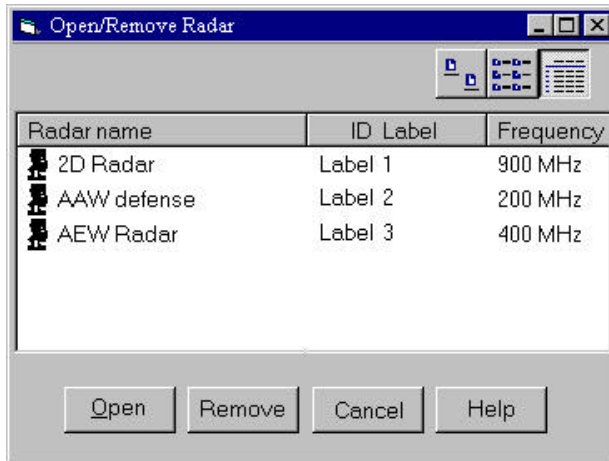 Open/Remove Radar
Radar name ID Label Frequency
2D Radar Label 1 900 MHz
AAW defense Label 2 200 MHz
AEW Radar Label 3 400 MHz
Open Remove Cancel Help